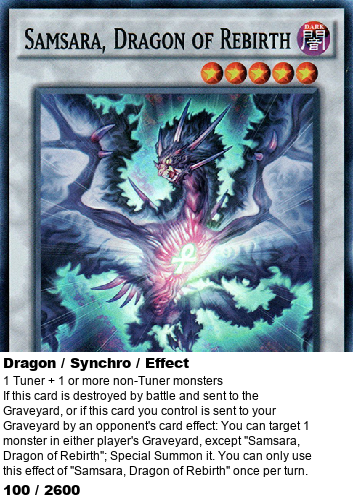 SAMSARA, DRAGON OF REBIRTH
DARK
闇
Dragon / Synchro / Effect
1 Tuner + 1 or more non-Tuner monsters
If this card is destroyed by battle and sent to the
Graveyard, or if this card you control is sent to your
Graveyard by an opponent's card effect: You can target 1
monster in either player's Graveyard, except "Samsara,
Dragon of Rebirth"; Special Summon it. You can only use
this effect of "Samsara, Dragon of Rebirth" once per turn.
100 / 2600